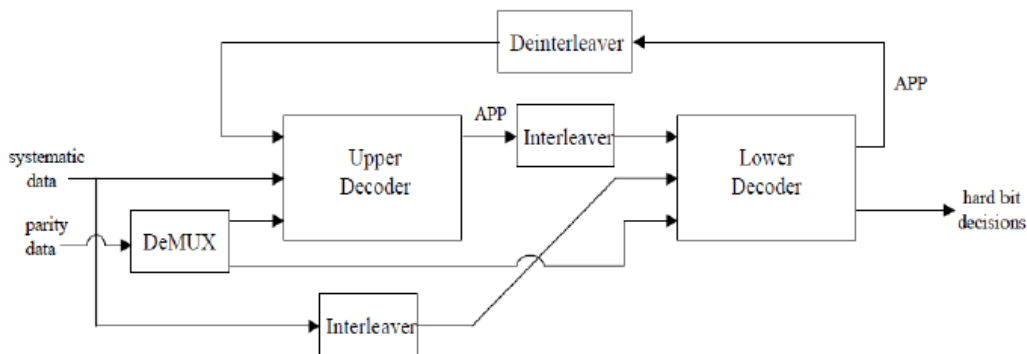 Deinterleaver
APP
APP
Interleaver
Upper
Decoder
Lower
Decoder
systematic
data
hard bit
decisions
parity
data
DeMUX
Interleaver